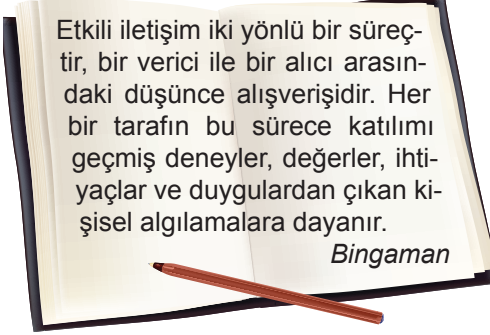 Etkili iletişim iki yönlü bir süreç-
tir, bir verici ile bir alıcı arasın-
daki düşünce alışverişidir. Her
bir tarafın bu sürece katılımı
geçmiş deneyler, değerler, ihti-
yaçlar ve duygulardan çıkan ki-
şisel algılamalara dayanır.
Bingaman